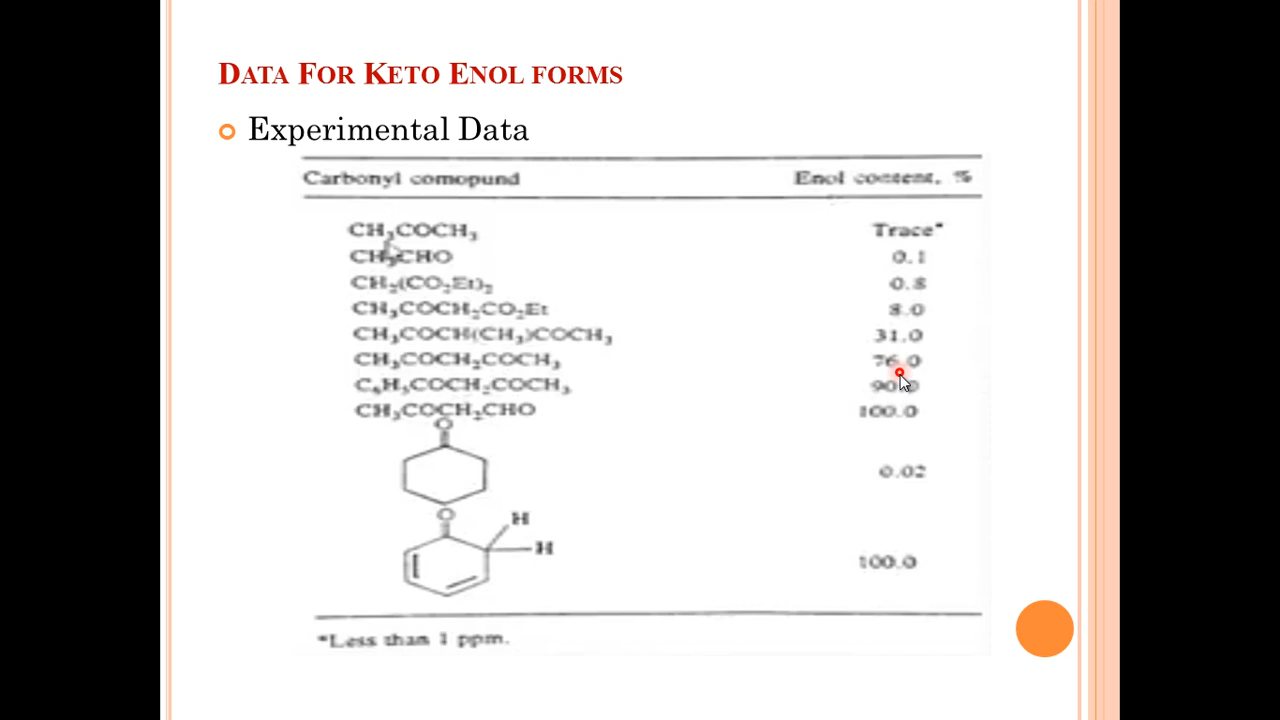 DATA FOR KETO ENOL FORMS
Experimental Data
Carbonyl comopund Enol content, %
CH₃COCH₃ Trace*
CH₃CHO 0.1
CH₂(CO₂Et)₂ 0.8
CH₃COCH₂CO₂Et 8.0
CH₃COCH(CH₃)COCH₃ 31.0
CH₃COCH₂COCH₃ 76.0
C₆H₅COCH₂COCH₃ 90.0
CH₃COCH₂CHO 100.0
O
0.02
O
H
H
100.0
*Less than 1 ppm.